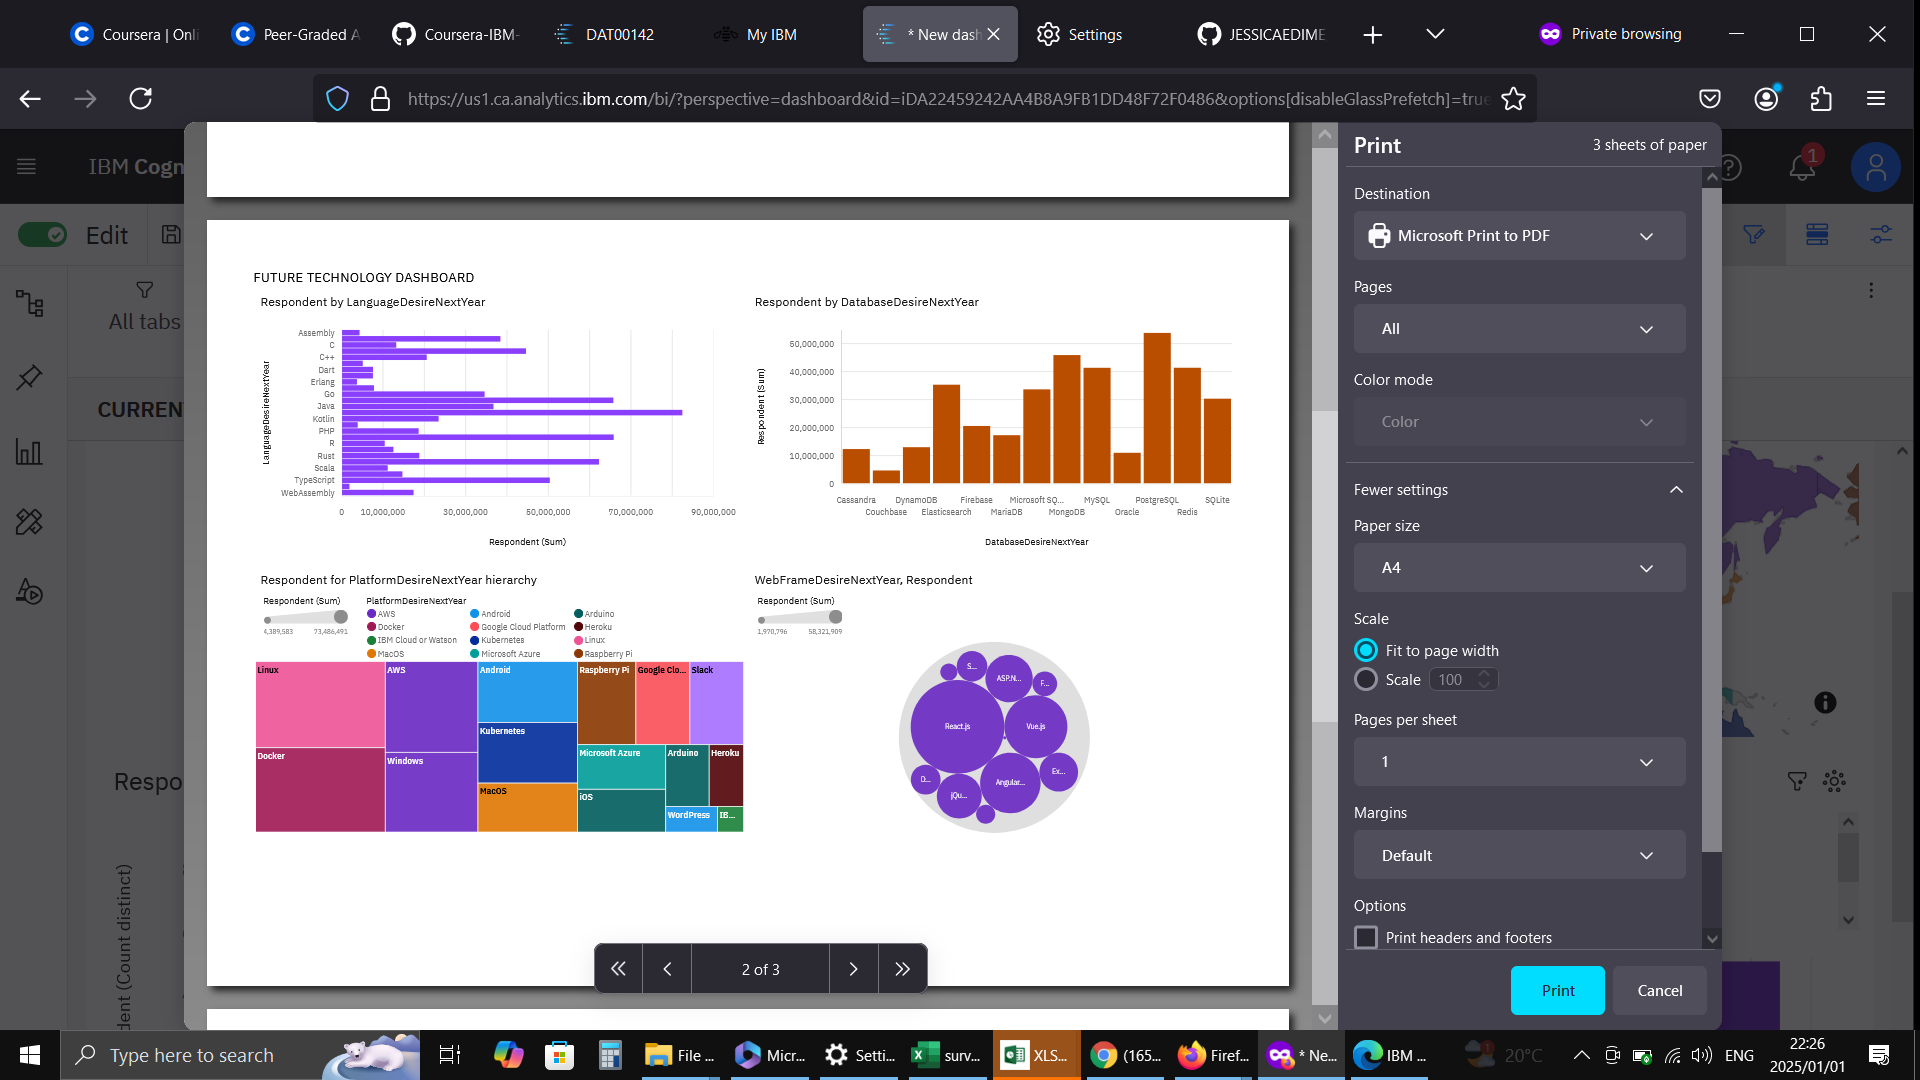 Coursera | Onli
Peer-Graded A
Coursera-IBM-
DAT00142
My IBM
* New dash
Settings
JESSICAEDIME
Private browsing
https://us1.ca.analytics.ibm.com/bi/?perspective=dashboard&id=iDA22459242AA4B8A9FB1DD48F72F0486&options[disableGlassPrefetch]=true
IBM Cogn
1
Edit
All tabs
CURREN
Respo
dent (Count distinct)
FUTURE TECHNOLOGY DASHBOARD
Respondent by LanguageDesireNextYear
LanguageDesireNextYear
Assembly
C
C++
Dart
Erlang
Go
Java
Kotlin
PHP
R
Rust
Scala
TypeScript
WebAssembly
0 10,000,000 30,000,000 50,000,000 70,000,000 90,000,000
Respondent (Sum)
Respondent by DatabaseDesireNextYear
Respondent (Sum)
50,000,000
40,000,000
30,000,000
20,000,000
10,000,000
0
Cassandra DynamoDB Firebase Microsoft SQ... MySQL PostgreSQL SQLite
Couchbase Elasticsearch MariaDB MongoDB Oracle Redis
DatabaseDesireNextYear
Respondent for PlatformDesireNextYear hierarchy
Respondent (Sum)
4,389,583 73,486,491
PlatformDesireNextYear
AWS Android Arduino
Docker Google Cloud Platform Heroku
IBM Cloud or Watson Kubernetes Linux
MacOS Microsoft Azure Raspberry Pi
Linux
AWS
Android
Raspberry Pi
Google Clo...
Slack
Kubernetes
Docker
Windows
Microsoft Azure
Arduino
Heroku
MacOS
iOS
WordPress
IB...
WebFrameDesireNextYear, Respondent
Respondent (Sum)
1,970,796 58,321,909
S...
ASP.N...
F...
React.js
Vue.js
D...
Ex...
Angular...
jQu...
2 of 3
Print
3 sheets of paper
Destination
Microsoft Print to PDF
Pages
All
Color mode
Color
Fewer settings
Paper size
A4
Scale
Fit to page width
Scale 100
Pages per sheet
1
Margins
Default
Options
Print headers and footers
Print
Cancel
Type here to search
File ...
Micr...
Setti...
surv...
XLS...
(165...
Firef...
* Ne...
IBM ...
20°C
ENG
22:26
2025/01/01